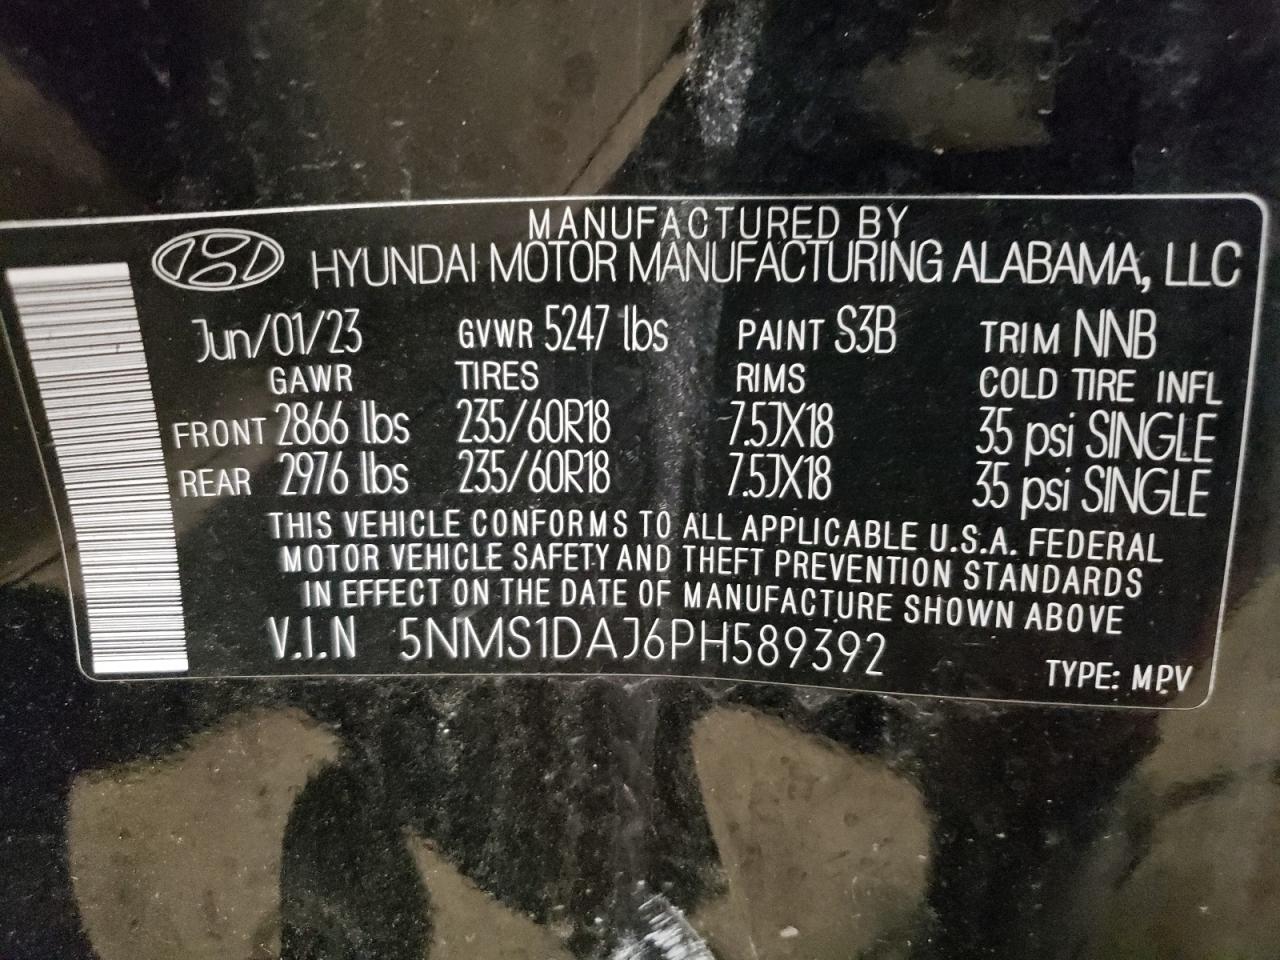 MANUFACTURED BY
HYUNDAI MOTOR MANUFACTURING ALABAMA, LLC
Jun/01/23 GVWR 5247 lbs PAINT S3B TRIM NNB
GAWR TIRES RIMS COLD TIRE INFL
FRONT 2866 lbs 235/60R18 7.5JX18 35 psi SINGLE
REAR 2976 lbs 235/60R18 7.5JX18 35 psi SINGLE
THIS VEHICLE CONFORMS TO ALL APPLICABLE U.S.A. FEDERAL
MOTOR VEHICLE SAFETY AND THEFT PREVENTION STANDARDS
IN EFFECT ON THE DATE OF MANUFACTURE SHOWN ABOVE
V.I.N 5NMS1DAJ6PH589392
TYPE: MPV